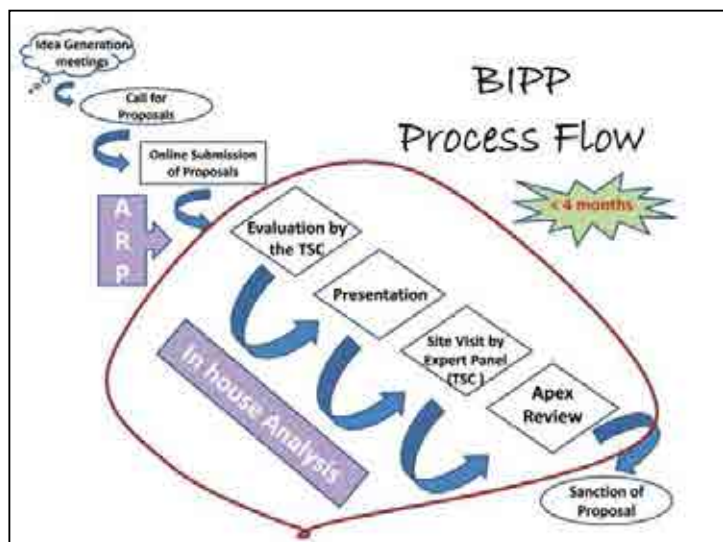 Idea Generation
meetings
Call for
Proposals
Online Submission
of Proposals
BIPP
Process Flow
< 4 months
A
R
P
Evaluation by
the TSC
Presentation
Site Visit by
Expert Panel
(TSC )
Apex
Review
In house Analysis
Sanction of
Proposal